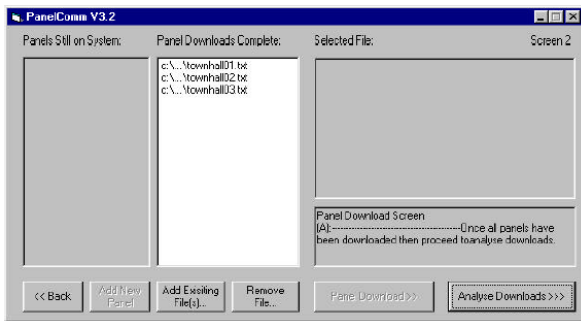 PanelComm V3.2
Panels Still on System:
Panel Downloads Complete:
Selected File:
Screen 2
c:\...\townhall01.txt
c:\...\townhall02.txt
c:\...\townhall03.txt
Panel Download Screen
(A):-------------------------------------------Once all panels have
been downloaded then proceed toanalyse downloads.
<< Back
Add New
Panel
Add Exsiting
File(s)...
Remove
File...
Panel Download>>
Analyse Downloads >>>